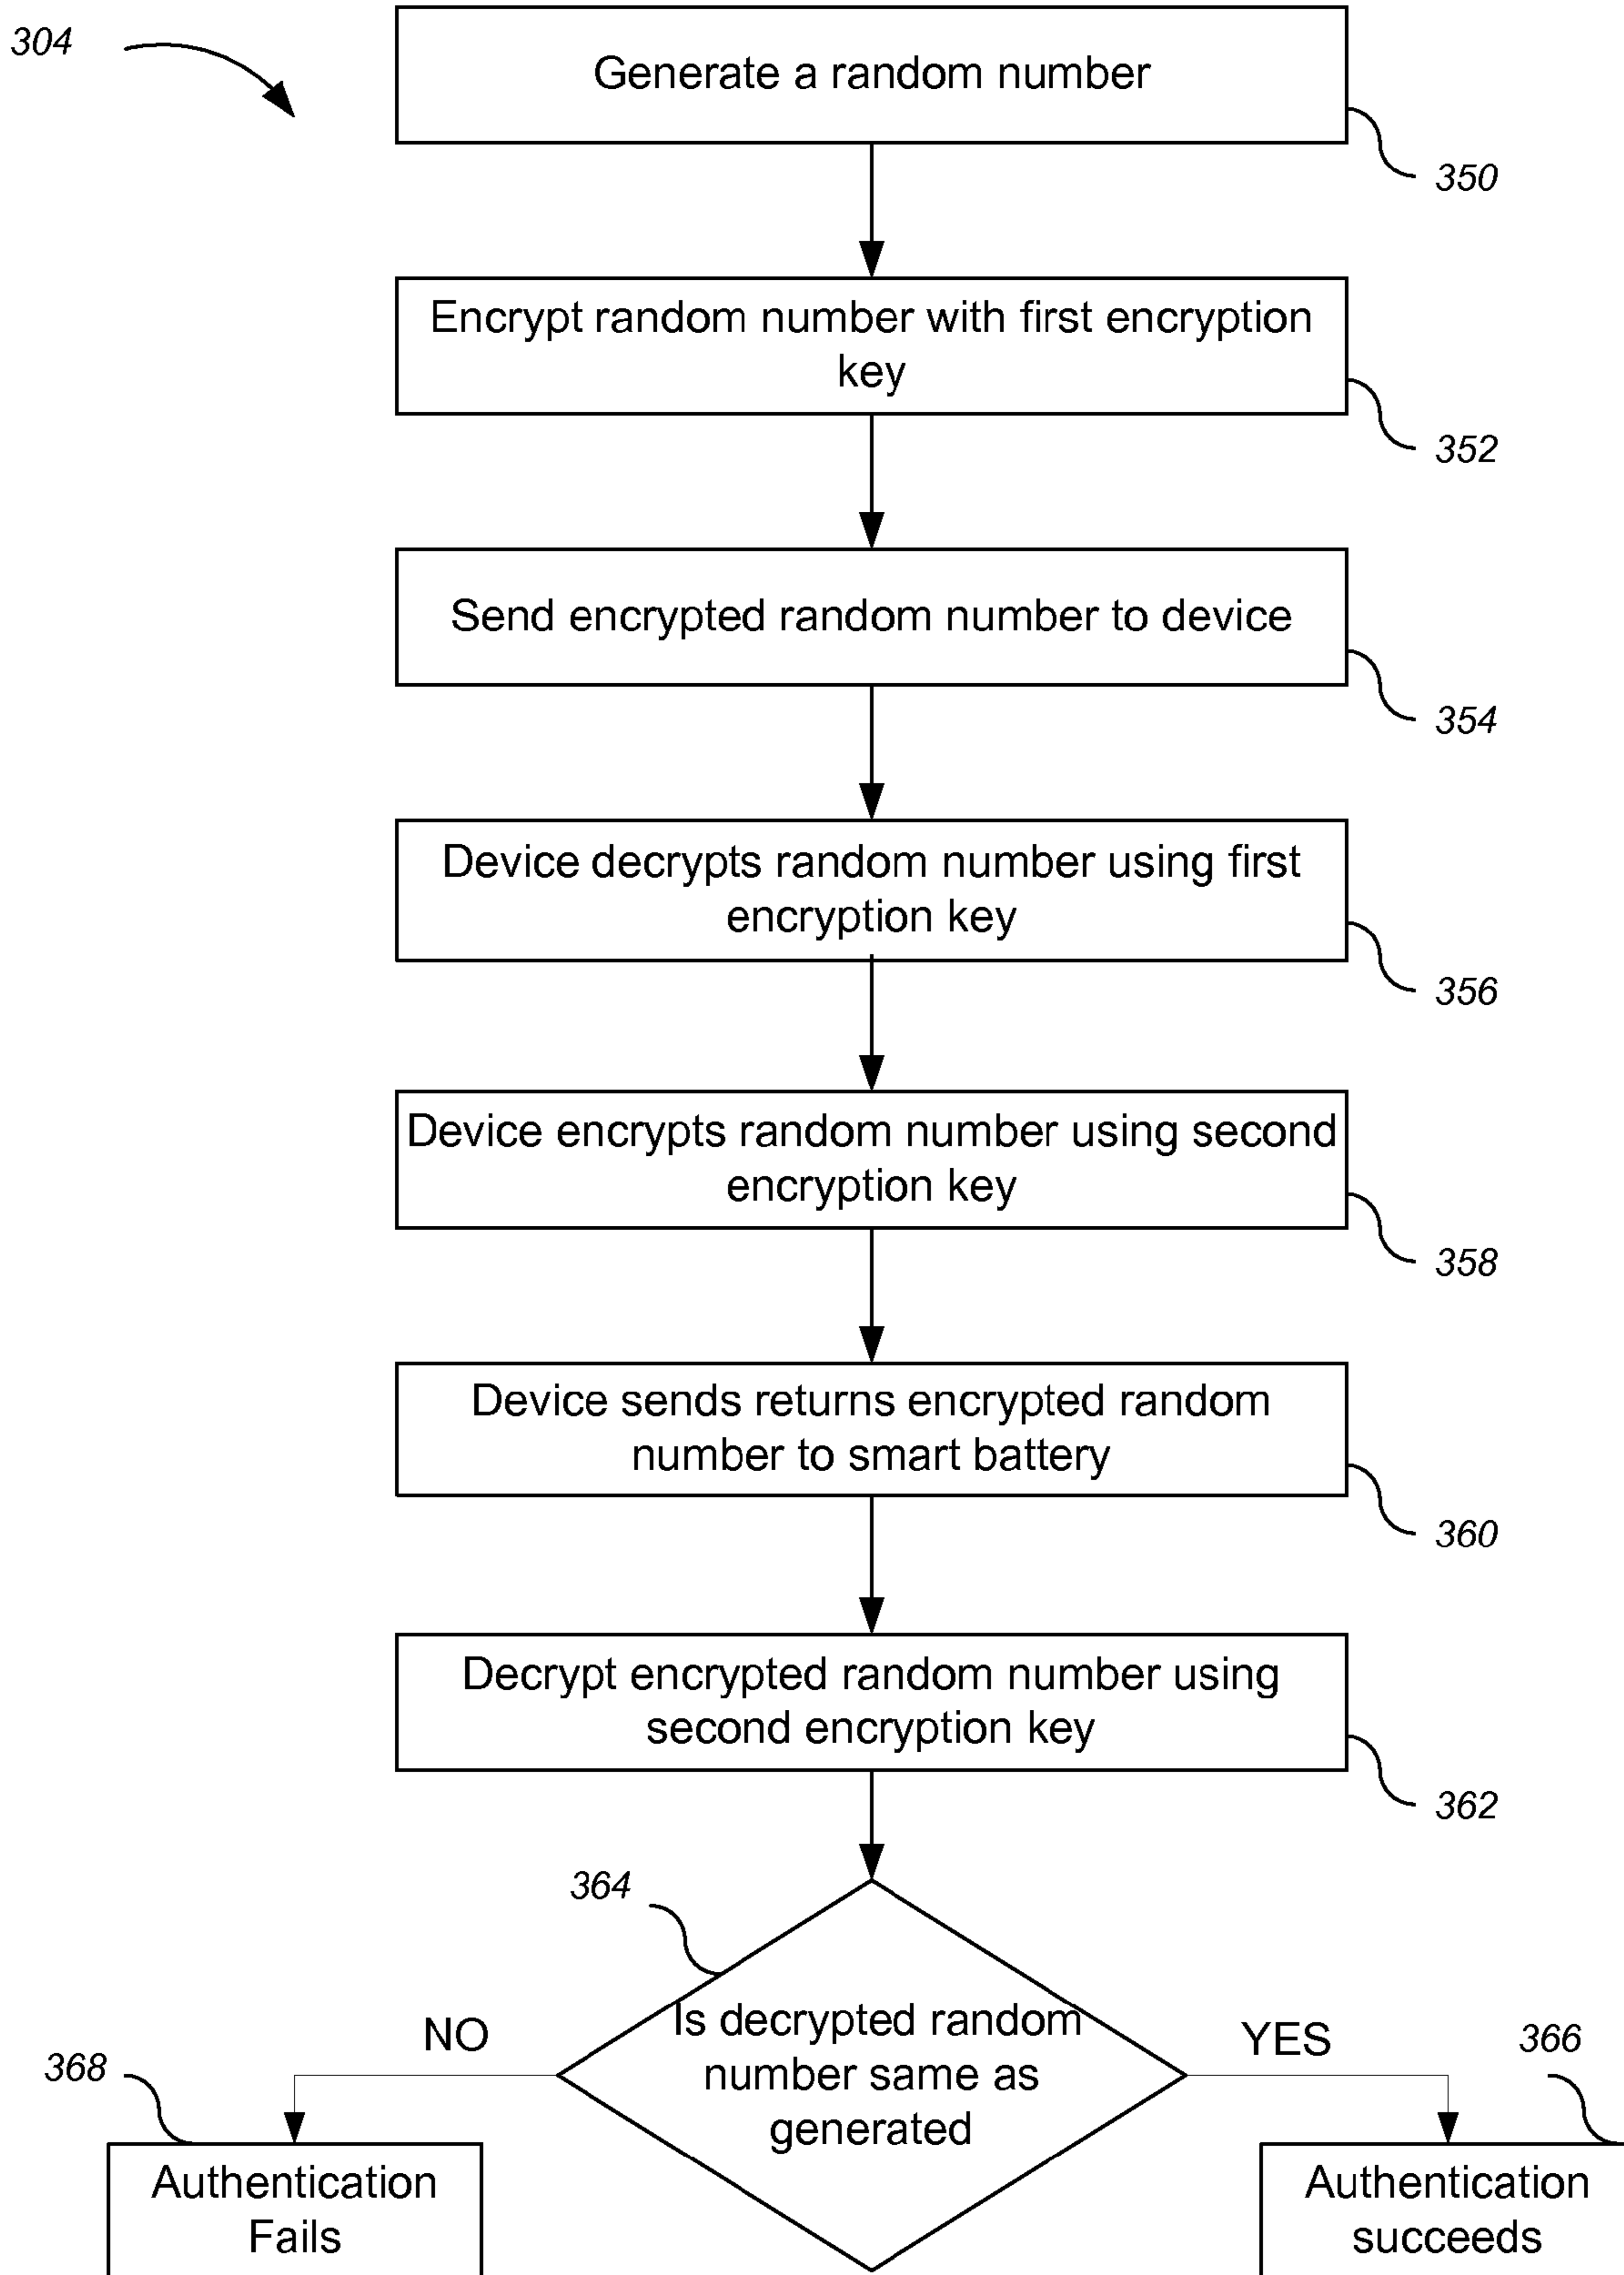 304
Generate a random number
350
Encrypt random number with first encryption
key
352
Send encrypted random number to device
354
Device decrypts random number using first
encryption key
356
Device encrypts random number using second
encryption key
358
Device sends returns encrypted random
number to smart battery
360
Decrypt encrypted random number using
second encryption key
362
364
Is decrypted random
number same as
generated
NO
YES
368
366
Authentication
Fails
Authentication
succeeds